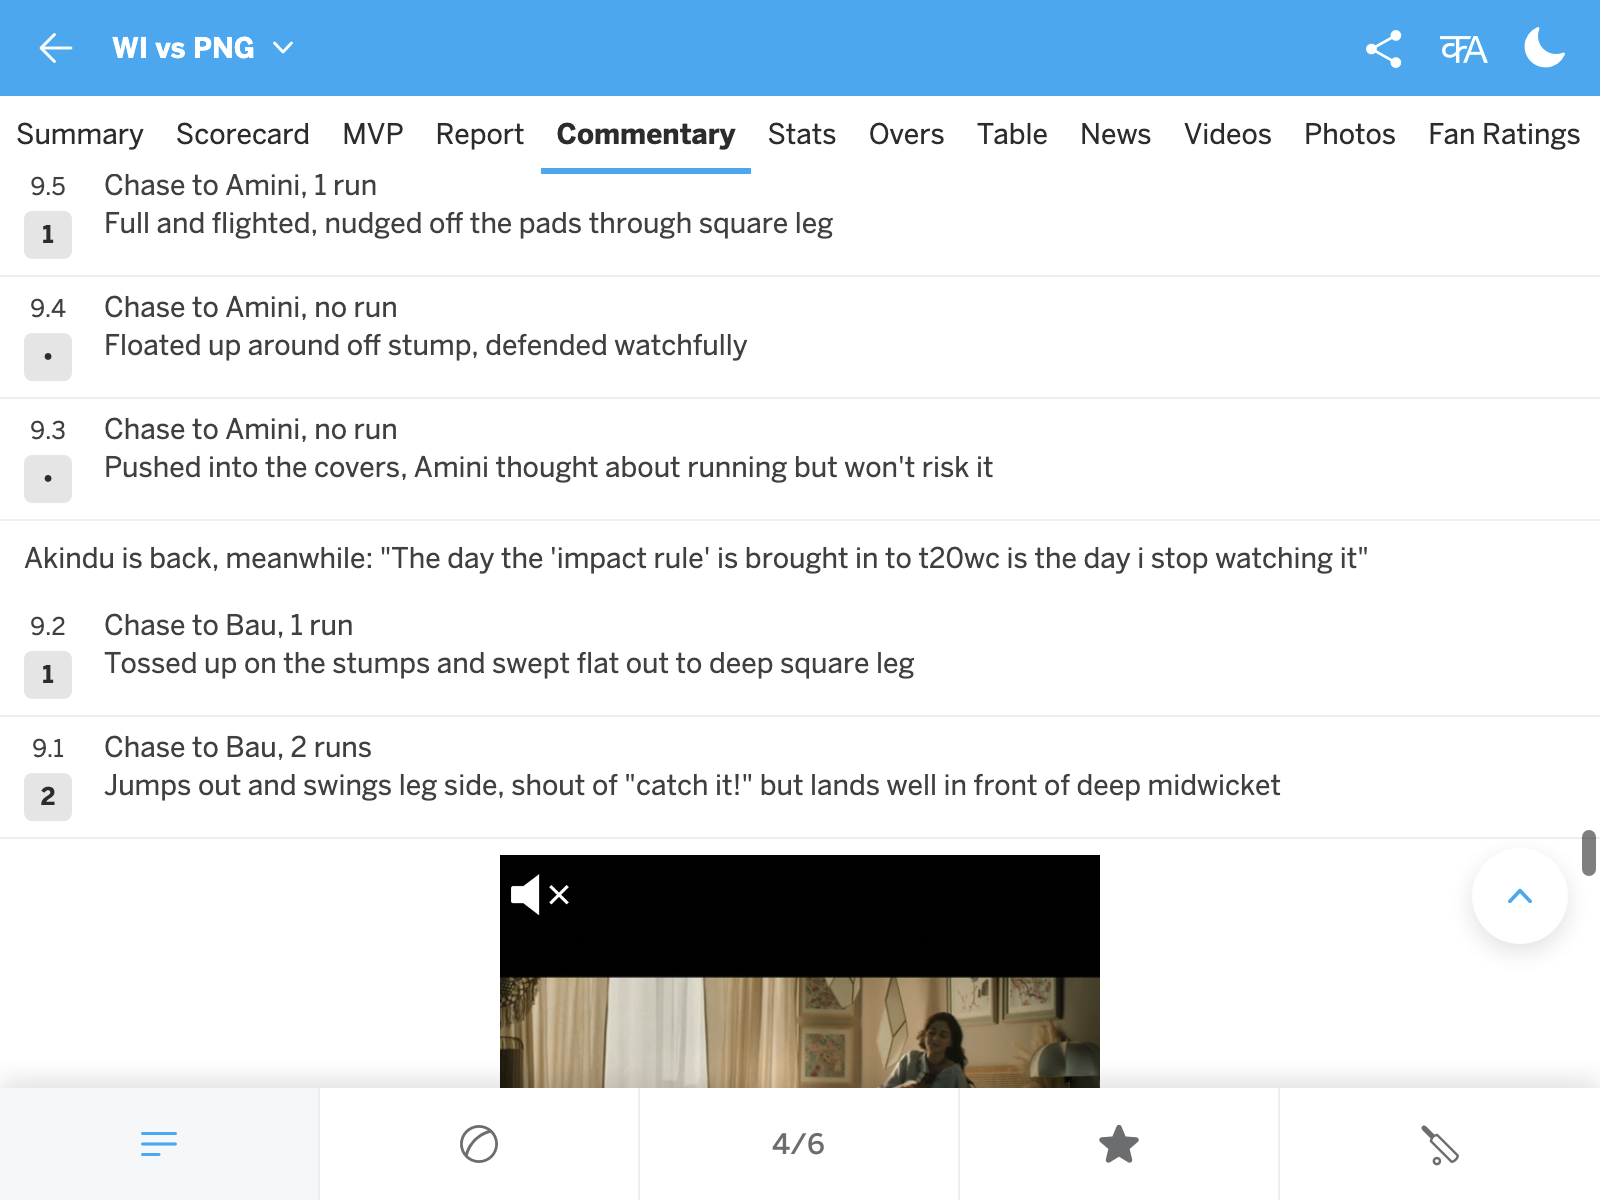 WI vs PNG
क A
Summary Scorecard MVP Report Commentary Stats Overs Table News Videos Photos Fan Ratings
9.5 Chase to Amini, 1 run
1 Full and flighted, nudged off the pads through square leg
9.4 Chase to Amini, no run
• Floated up around off stump, defended watchfully
9.3 Chase to Amini, no run
• Pushed into the covers, Amini thought about running but won't risk it
Akindu is back, meanwhile: "The day the 'impact rule' is brought in to t20wc is the day i stop watching it"
9.2 Chase to Bau, 1 run
1 Tossed up on the stumps and swept flat out to deep square leg
9.1 Chase to Bau, 2 runs
2 Jumps out and swings leg side, shout of "catch it!" but lands well in front of deep midwicket
4/6